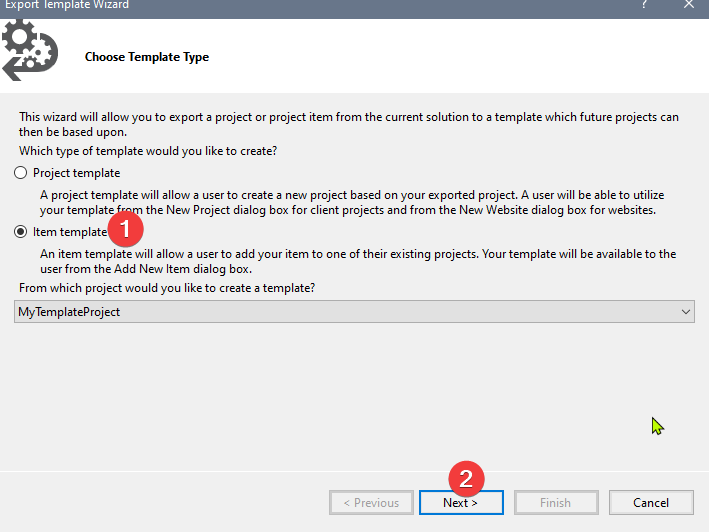 Export Template Wizard
? ×
Choose Template Type
This wizard will allow you to export a project or project item from the current solution to a template which future projects can
then be based upon.
Which type of template would you like to create?
Project template
A project template will allow a user to create a new project based on your exported project. A user will be able to utilize
your template from the New Project dialog box for client projects and from the New Website dialog box for websites.
Item template 1
An item template will allow a user to add your item to one of their existing projects. Your template will be available to the
user from the Add New Item dialog box.
From which project would you like to create a template?
MyTemplateProject
2
< Previous Next > Finish Cancel